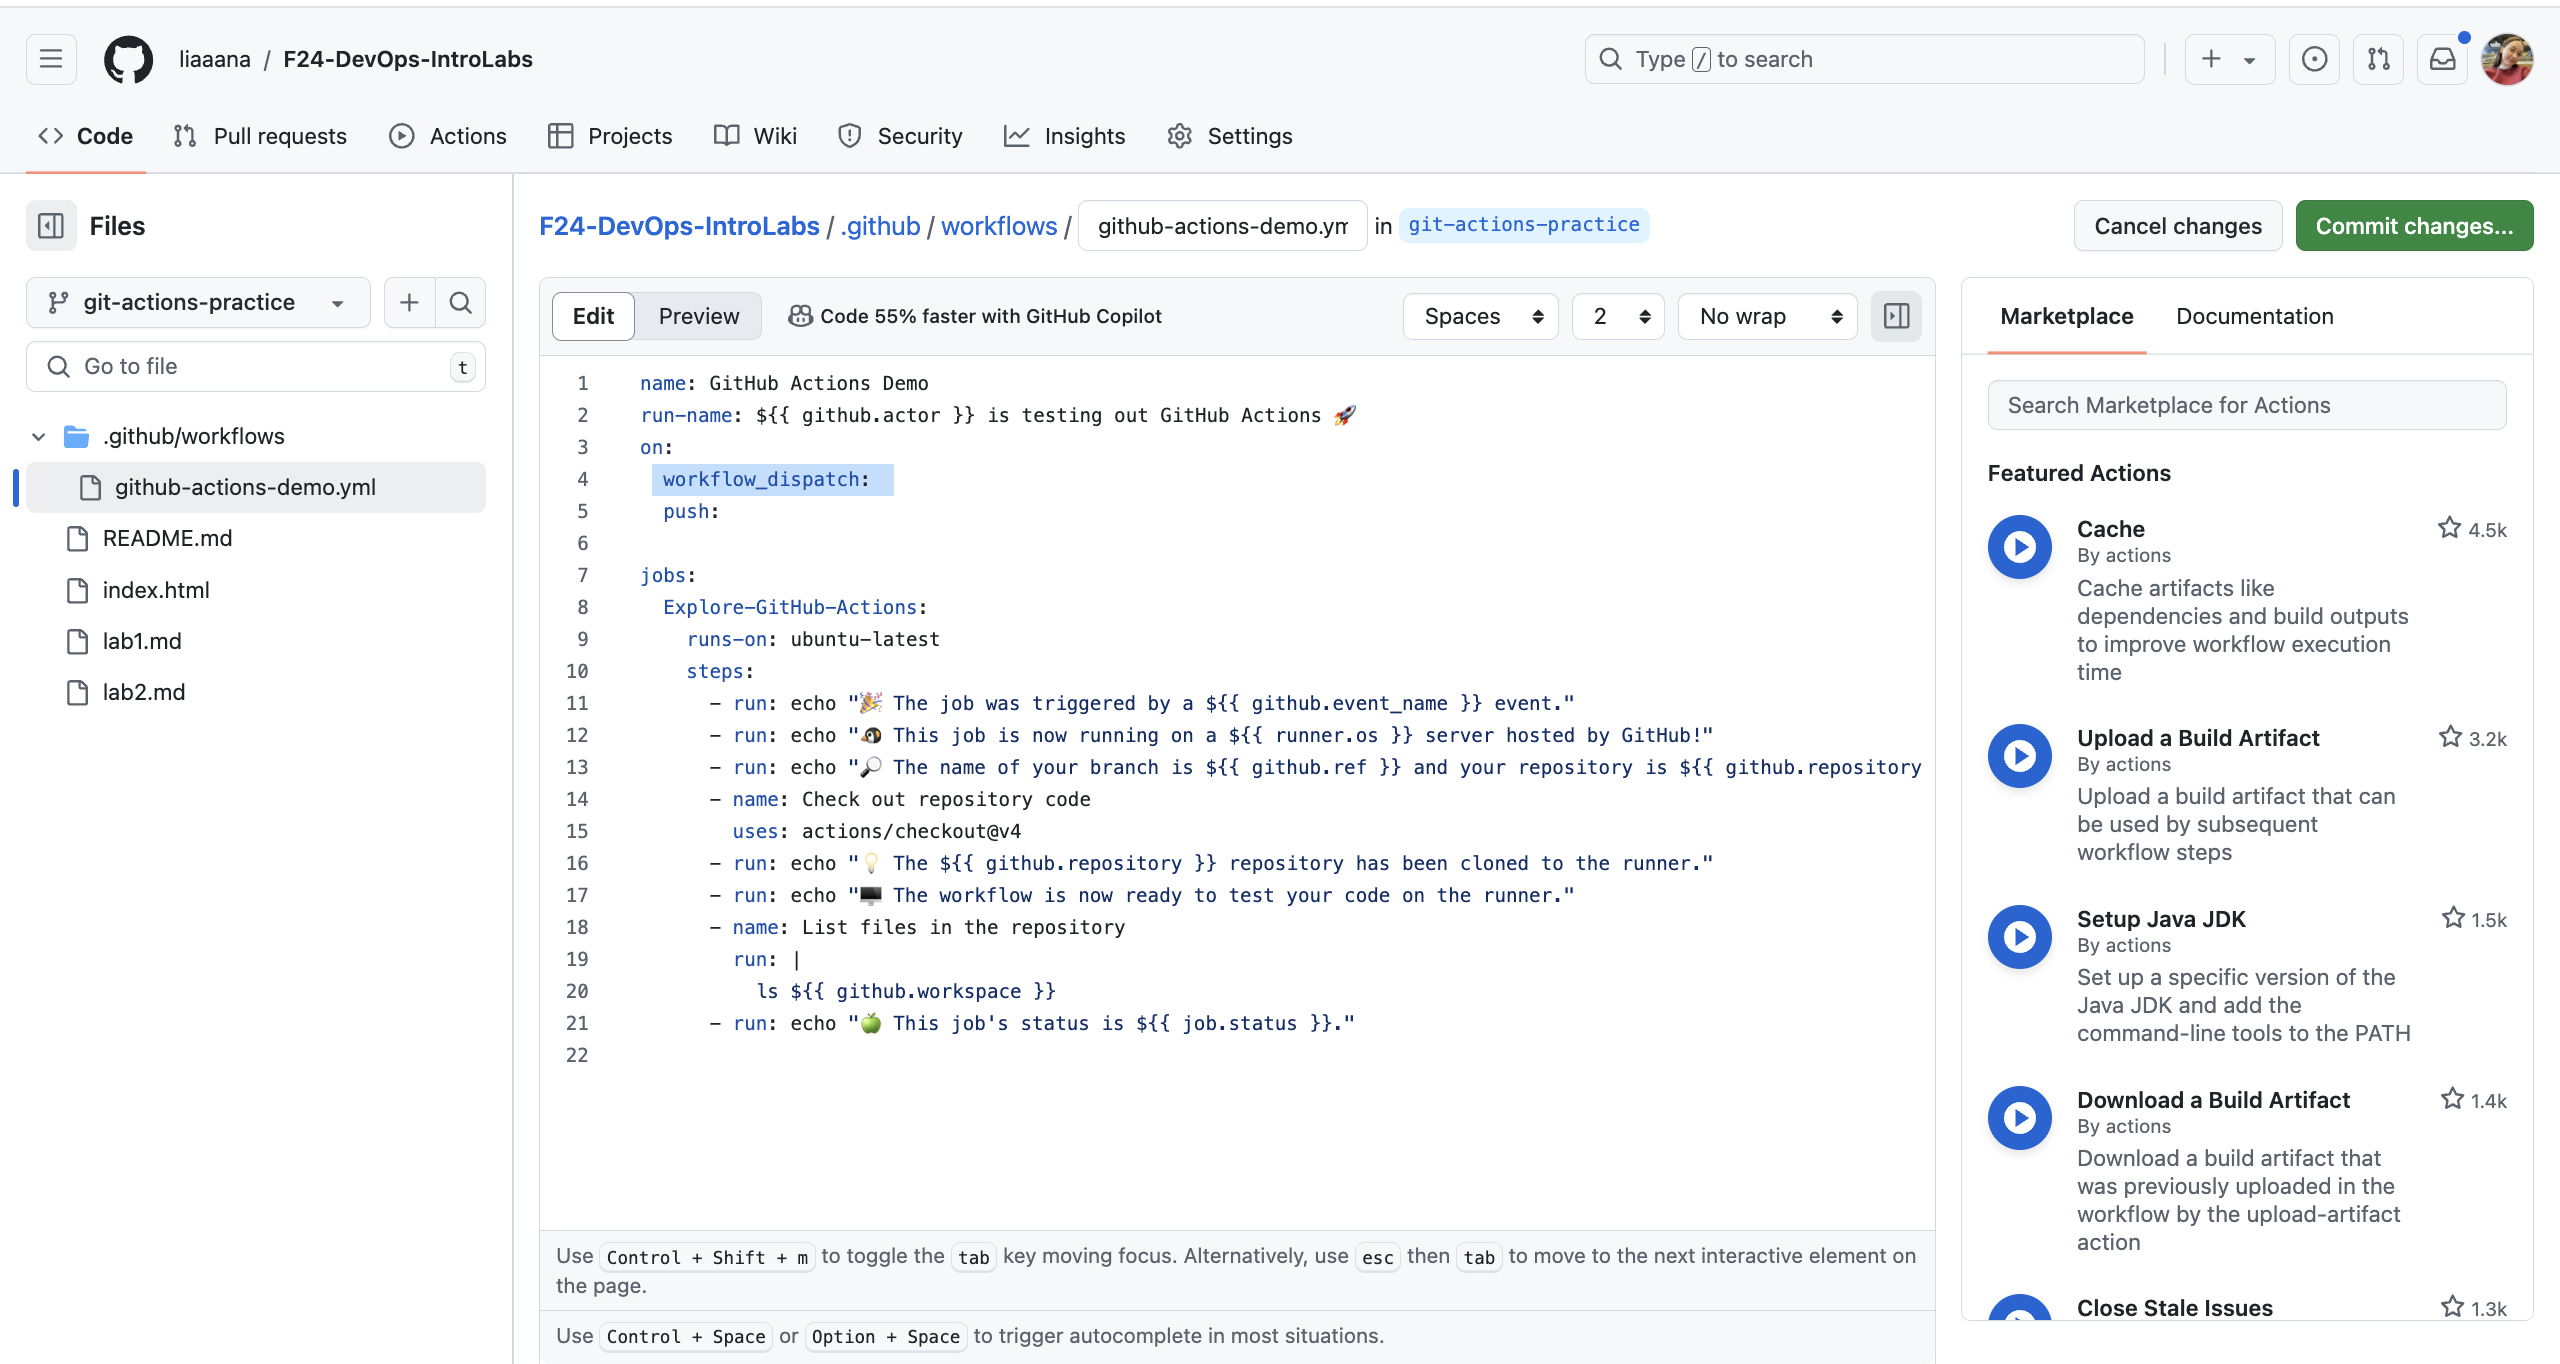 liaaana / F24-DevOps-IntroLabs
Type / to search
Code
Pull requests
Actions
Projects
Wiki
Security
Insights
Settings
Files
git-actions-practice
Go to file
t
.github/workflows
github-actions-demo.yml
README.md
index.html
lab1.md
lab2.md
F24-DevOps-IntroLabs / .github / workflows / github-actions-demo.ym in git-actions-practice
Cancel changes
Commit changes...
Edit
Preview
Code 55% faster with GitHub Copilot
Spaces
2
No wrap
1 name: GitHub Actions Demo
2 run-name: ${{ github.actor }} is testing out GitHub Actions 🚀
3 on:
4   workflow_dispatch:
5   push:
6
7 jobs:
8   Explore-GitHub-Actions:
9     runs-on: ubuntu-latest
10     steps:
11       - run: echo "🎉 The job was triggered by a ${{ github.event_name }} event."
12       - run: echo "🐧 This job is now running on a ${{ runner.os }} server hosted by GitHub!"
13       - run: echo "🔎 The name of your branch is ${{ github.ref }} and your repository is ${{ github.repository
14       - name: Check out repository code
15         uses: actions/checkout@v4
16       - run: echo "💡 The ${{ github.repository }} repository has been cloned to the runner."
17       - run: echo "🖥️ The workflow is now ready to test your code on the runner."
18       - name: List files in the repository
19         run: |
20           ls ${{ github.workspace }}
21       - run: echo "🍏 This job's status is ${{ job.status }}."
22
Use Control + Shift + m to toggle the tab key moving focus. Alternatively, use esc then tab to move to the next interactive element on
the page.
Use Control + Space or Option + Space to trigger autocomplete in most situations.
Marketplace
Documentation
Search Marketplace for Actions
Featured Actions
Cache
4.5k
By actions
Cache artifacts like
dependencies and build outputs
to improve workflow execution
time
Upload a Build Artifact
3.2k
By actions
Upload a build artifact that can
be used by subsequent
workflow steps
Setup Java JDK
1.5k
By actions
Set up a specific version of the
Java JDK and add the
command-line tools to the PATH
Download a Build Artifact
1.4k
By actions
Download a build artifact that
was previously uploaded in the
workflow by the upload-artifact
action
Close Stale Issues
1.3k